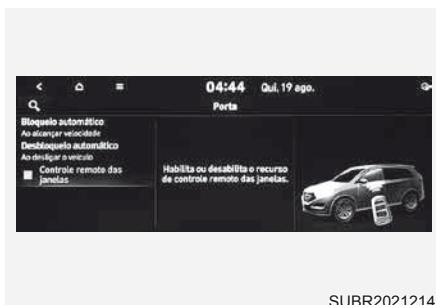 04:44 Qui, 19 ago.
Porta
Bloqueio automático
Ao alcançar velocidade
Desbloqueio automático
Ao desligar o veículo
Controle remoto das
janelas
Habilita ou desabilita o recurso
de controle remoto das janelas.
SUBR2021214